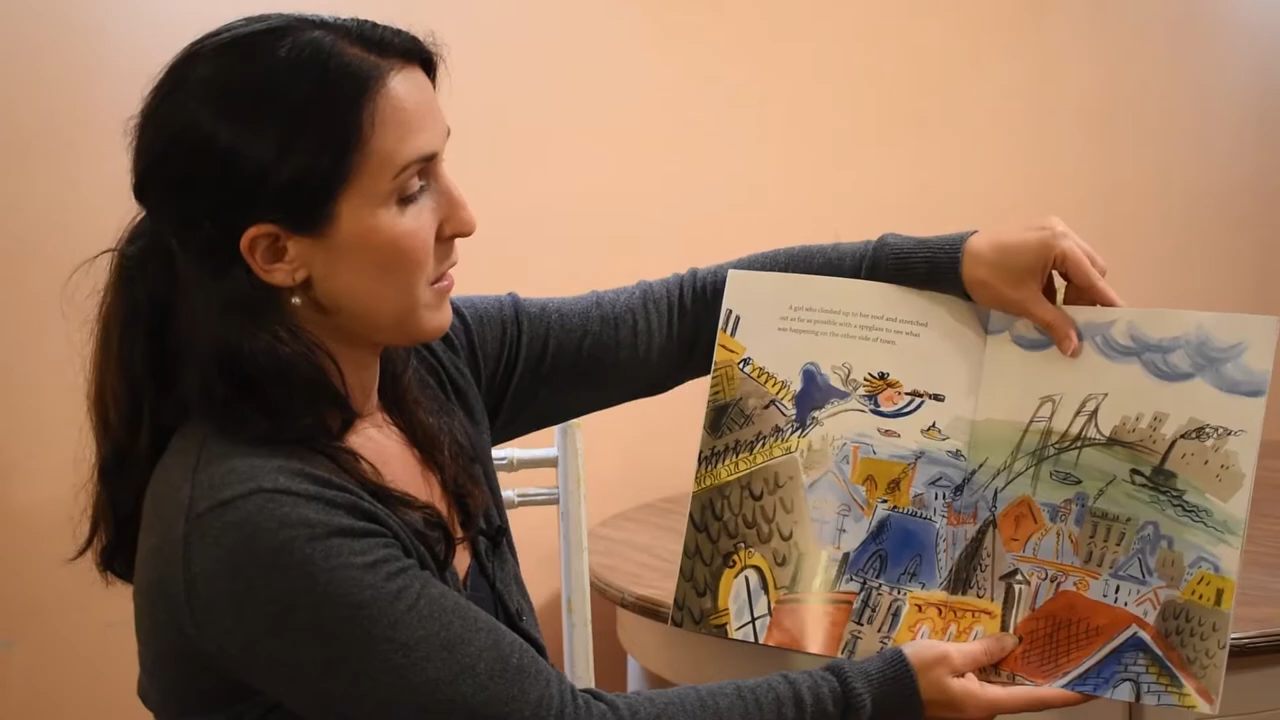 A girl who climbed up to her roof and stretched
out as far as possible with a spyglass to see what
was happening on the other side of town.